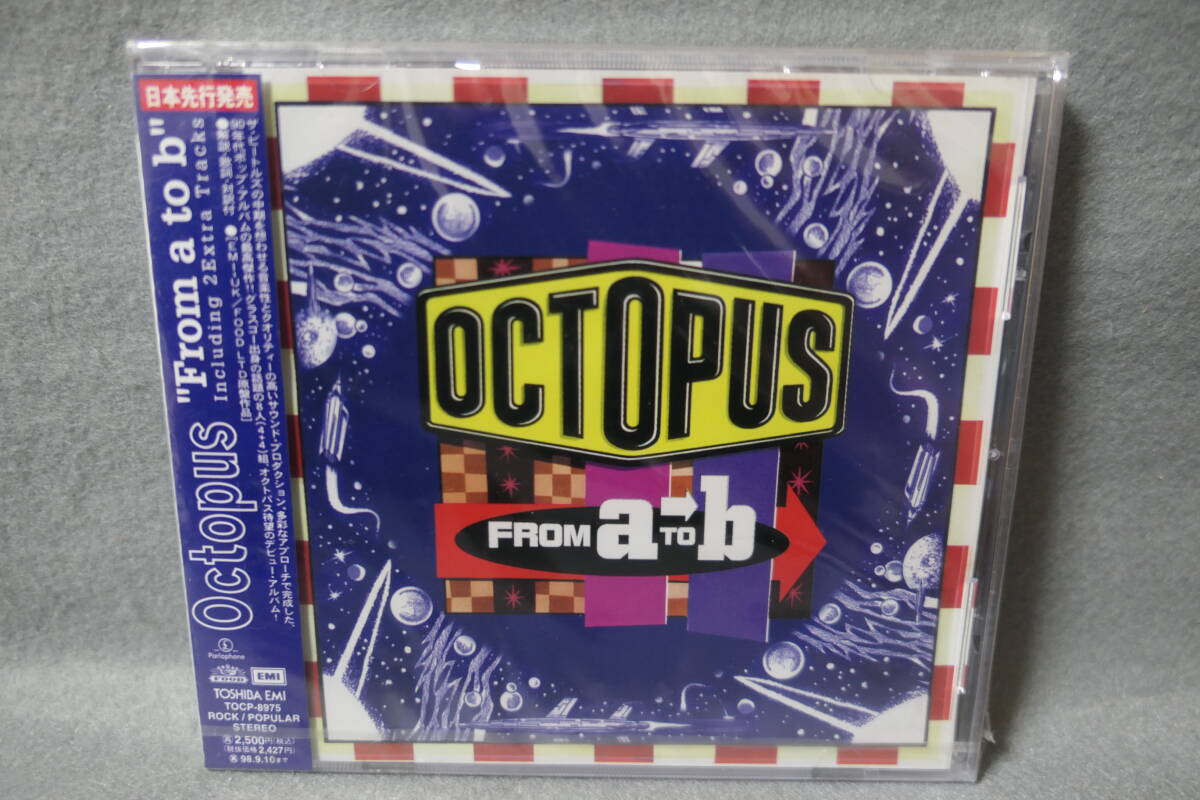 日本先行発売
Octopus "From a to b"
Including 2Extra Tracks
ザ・ビートルズの中期を想わせる音楽性とクオリティーの高いサウンド・プロダクション、多彩なアプローチで完成した、
90年代ポップ・アルバムの最高傑作!!グラスゴー出身の話題の8人(4+4)組、オクトパス待望のデビュー・アルバム!
●解説・歌詞・対訳付 ●[EMI-UK/FOOD LTD原盤作品]
Parlophone
FOOD EMI
TOSHIBA EMI
TOCP-8975
ROCK / POPULAR
STEREO
2,500円(税込)
(税抜価格2,427円)
98.9.10まで
OCTOPUS
FROM a TO b